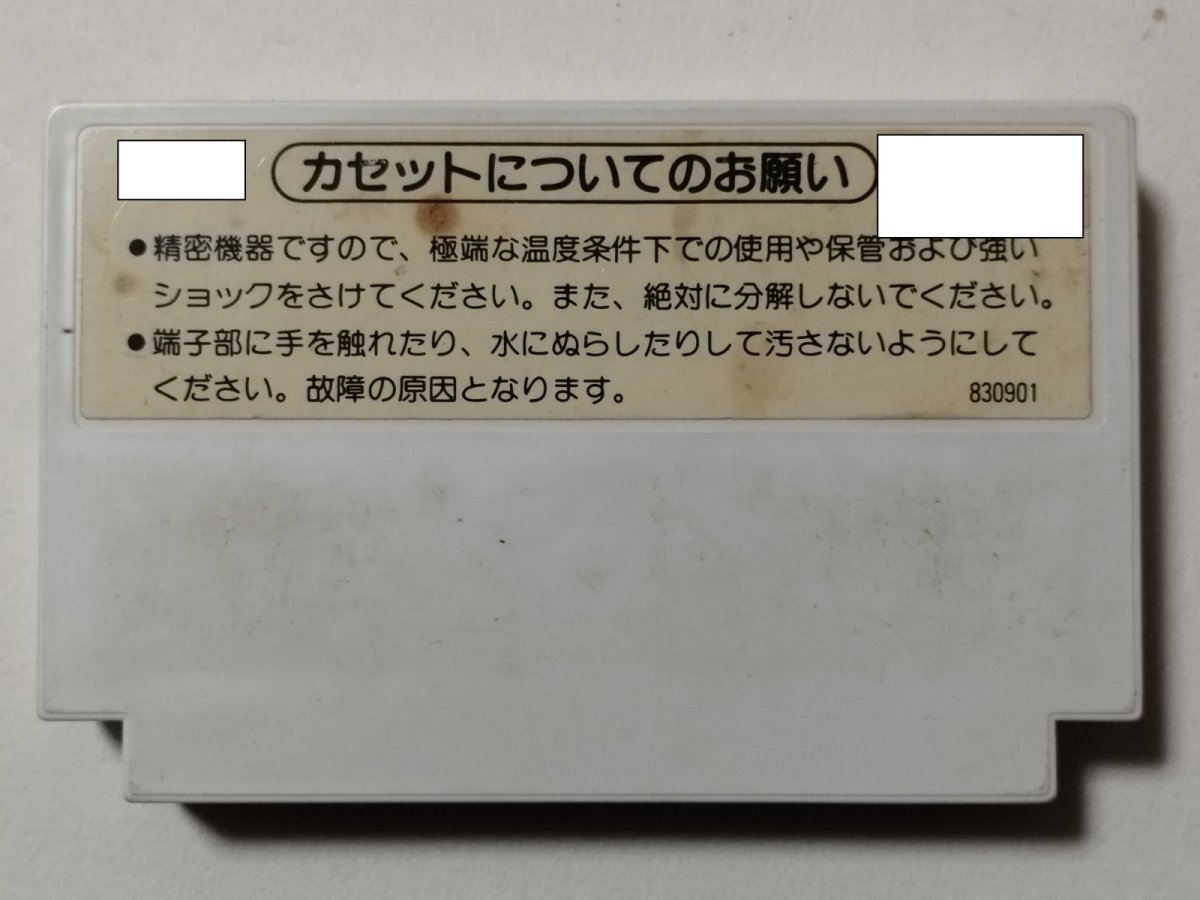 カセットについてのお願い
●精密機器ですので、極端な温度条件下での使用や保管および強い
ショックをさけてください。また、絶対に分解しないでください。
●端子部に手を触れたり、水にぬらしたりして汚さないようにして
ください。故障の原因となります。
830901